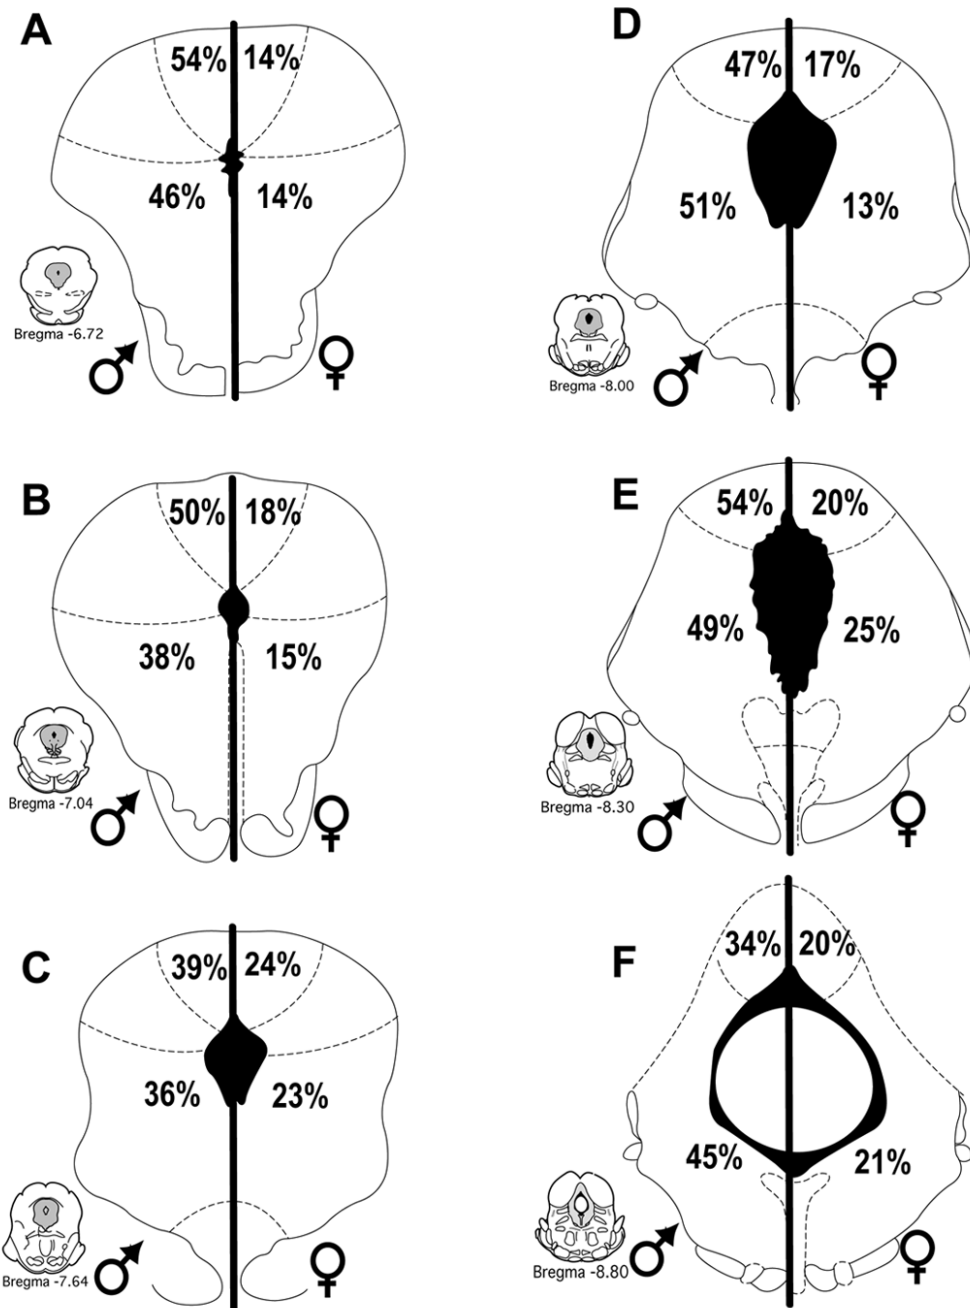 A
54% 14%
46% 14%
Bregma -6.72
♂ ♀
B
50% 18%
38% 15%
Bregma -7.04
♂ ♀
C
39% 24%
36% 23%
Bregma -7.64
♂ ♀
D
47% 17%
51% 13%
Bregma -8.00
♂ ♀
E
54% 20%
49% 25%
Bregma -8.30
♂ ♀
F
34% 20%
45% 21%
Bregma -8.80
♂ ♀